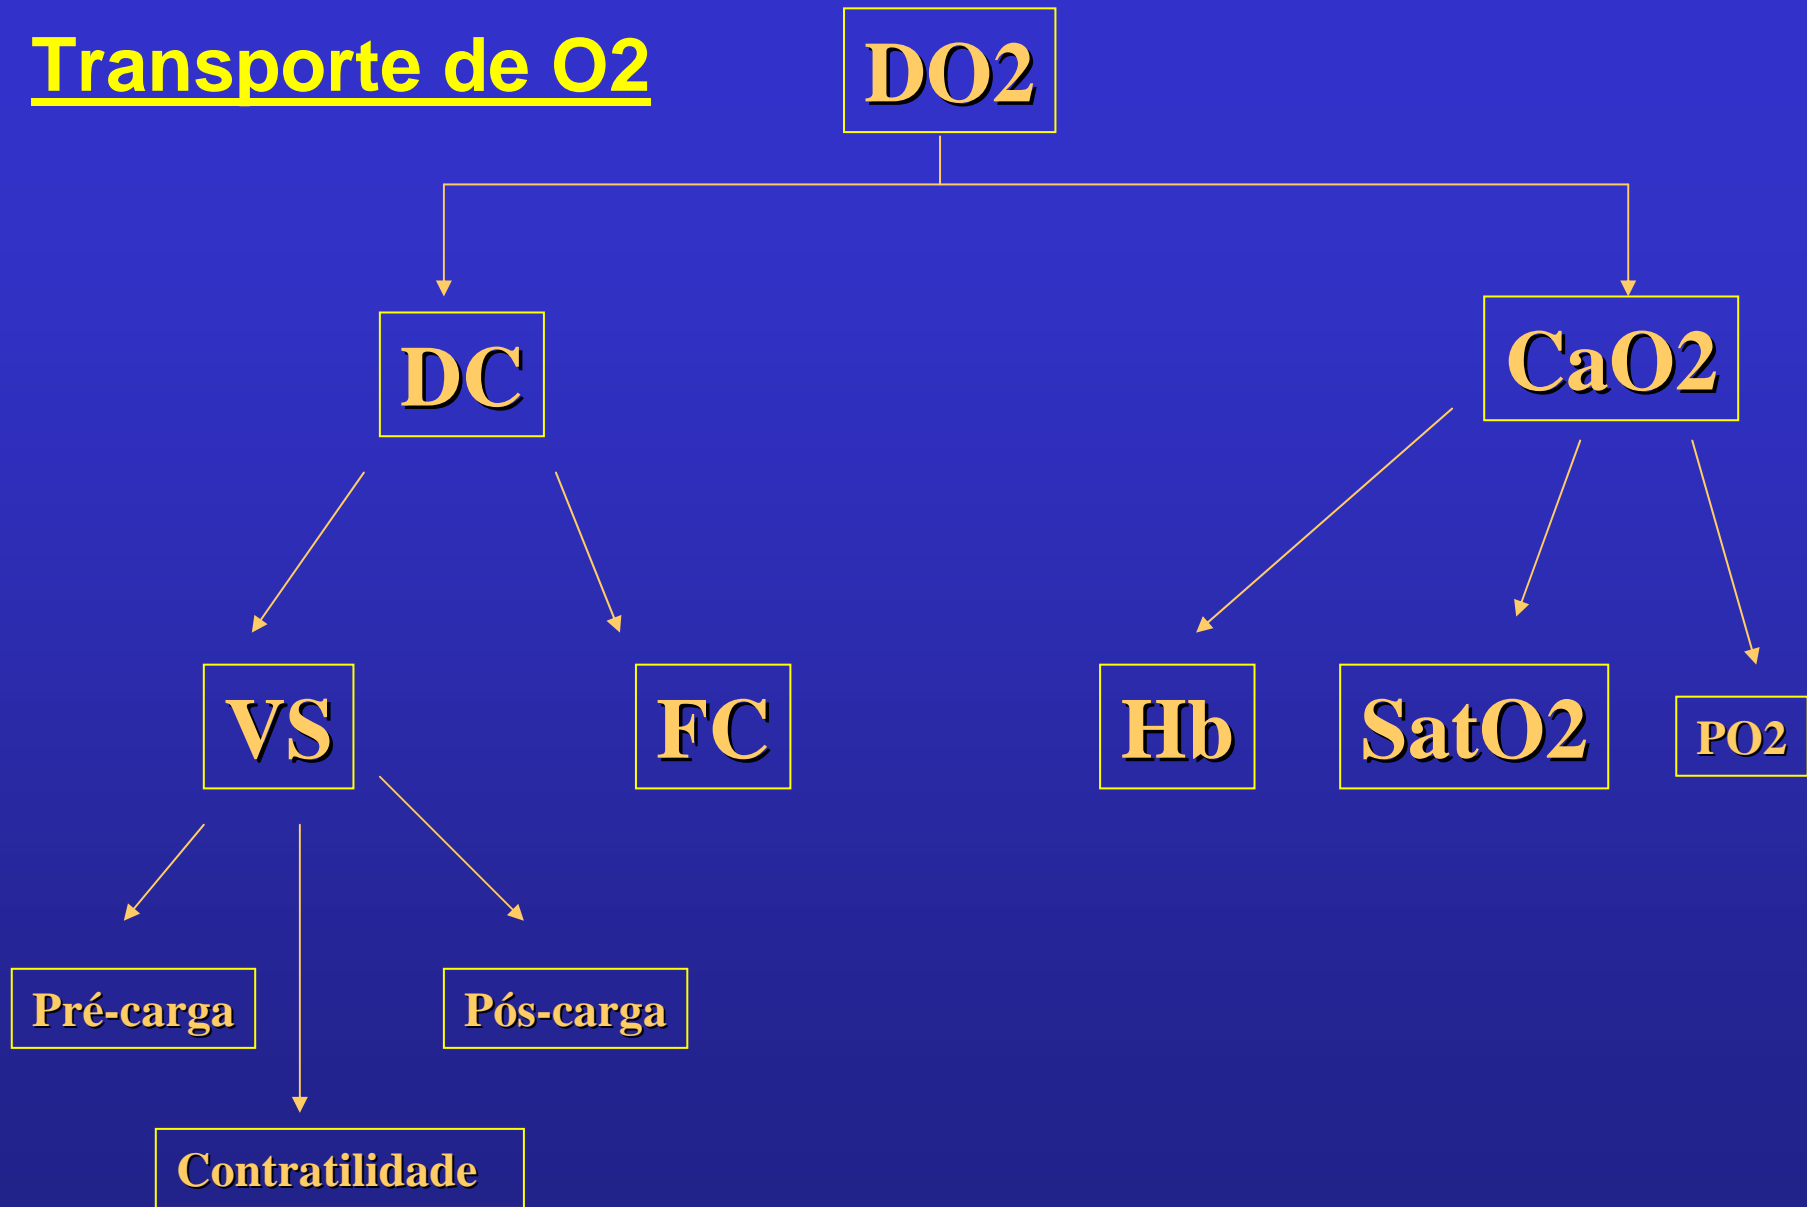 Transporte de O2
DO2
DC
CaO2
VS
FC
Hb
SatO2
PO2
Pré-carga
Pós-carga
Contratilidade